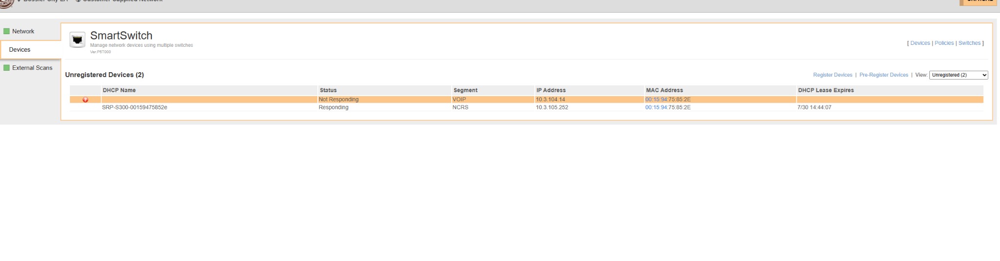 Bossier City LA Customer Supplied Network
CRITICAL
Network
Devices
External Scans
SmartSwitch
Manage network devices using multiple switches
Ver.P5T000
[ Devices | Policies | Switches ]
Unregistered Devices (2)
Register Devices | Pre-Register Devices | View: Unregistered (2)
DHCP Name Status Segment IP Address MAC Address DHCP Lease Expires
Not Responding VOIP 10.3.104.14 00:15:94:75:85:2E
SRP-S300-00159475852e Responding NCRS 10.3.105.252 00:15:94:75:85:2E 7/30 14:44:07